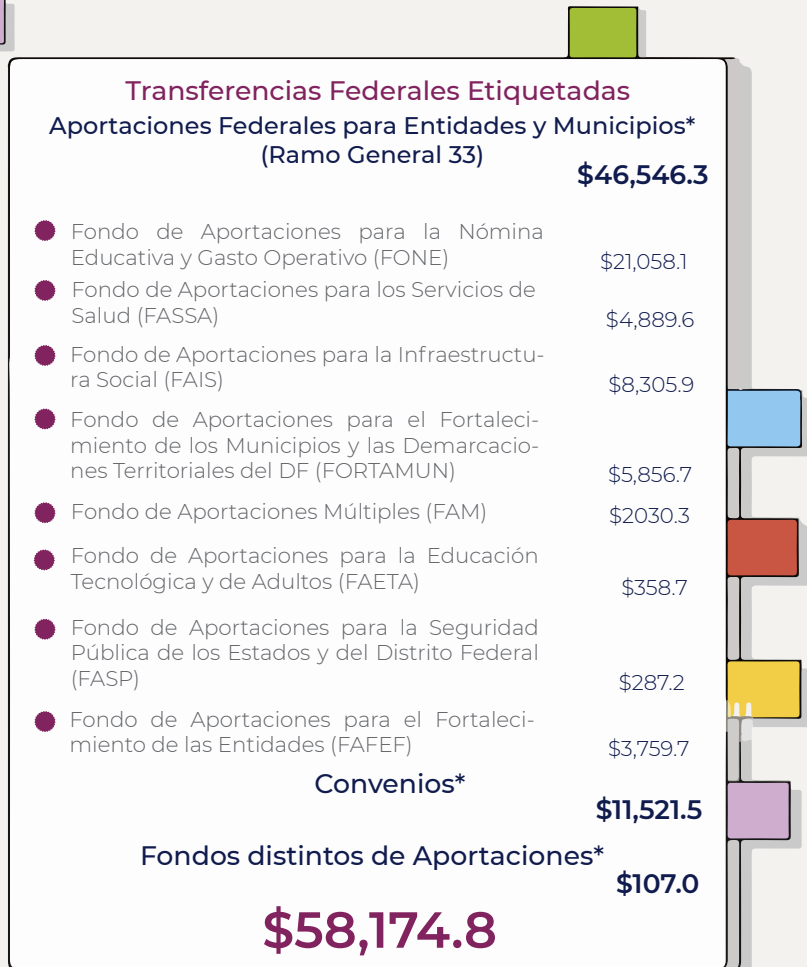 Transferencias Federales Etiquetadas
Aportaciones Federales para Entidades y Municipios*
(Ramo General 33)
$46,546.3
Fondo de Aportaciones para la Nómina
Educativa y Gasto Operativo (FONE)
$21,058.1
Fondo de Aportaciones para los Servicios de
Salud (FASSA)
$4,889.6
Fondo de Aportaciones para la Infraestructu-
ra Social (FAIS)
$8,305.9
Fondo de Aportaciones para el Fortaleci-
miento de los Municipios y las Demarcacio-
nes Territoriales del DF (FORTAMUN)
$5,856.7
Fondo de Aportaciones Múltiples (FAM)
$2030.3
Fondo de Aportaciones para la Educación
Tecnológica y de Adultos (FAETA)
$358.7
Fondo de Aportaciones para la Seguridad
Pública de los Estados y del Distrito Federal
(FASP)
$287.2
Fondo de Aportaciones para el Fortaleci-
miento de las Entidades (FAFEF)
$3,759.7
Convenios*
$11,521.5
Fondos distintos de Aportaciones*
$107.0
$58,174.8